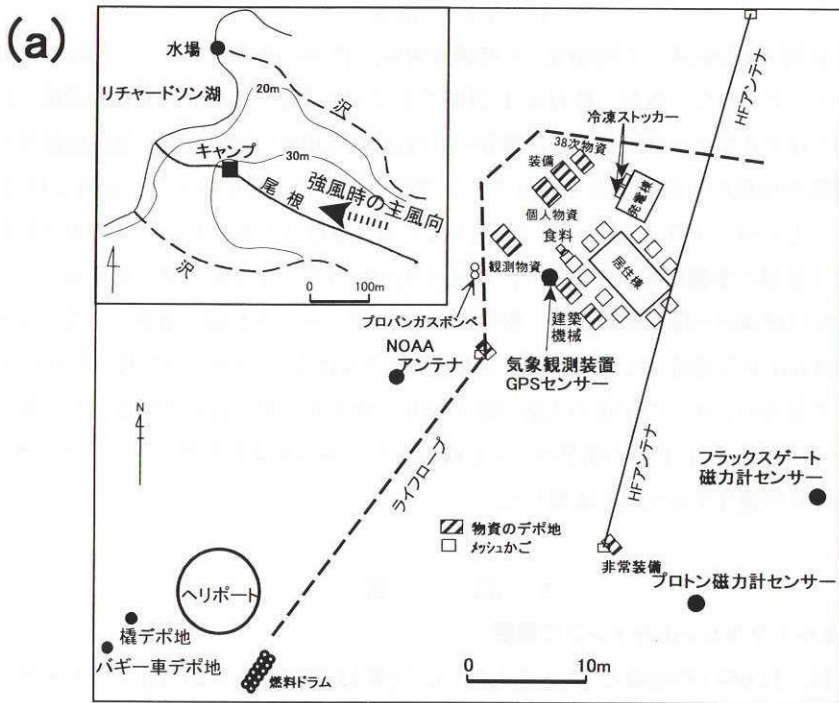 (a)
水場
リチャードソン湖
20m
沢
キャンプ
30m
尾根
強風時の主風向
沢
0 100m
冷凍ストッカー
HFアンテナ
38次物資
装備
発電棟
個人物資
食料
居住棟
観測物資
プロパンガスボンベ
建築
機械
NOAA
アンテナ
気象観測装置
GPSセンサー
N
ライフロープ
HFアンテナ
フラックスゲート
磁力計センサー
物資のデポ地
メッシュかご
非常装備
プロトン磁力計センサー
ヘリポート
橇デポ地
バギー車デポ地
燃料ドラム
0 10m